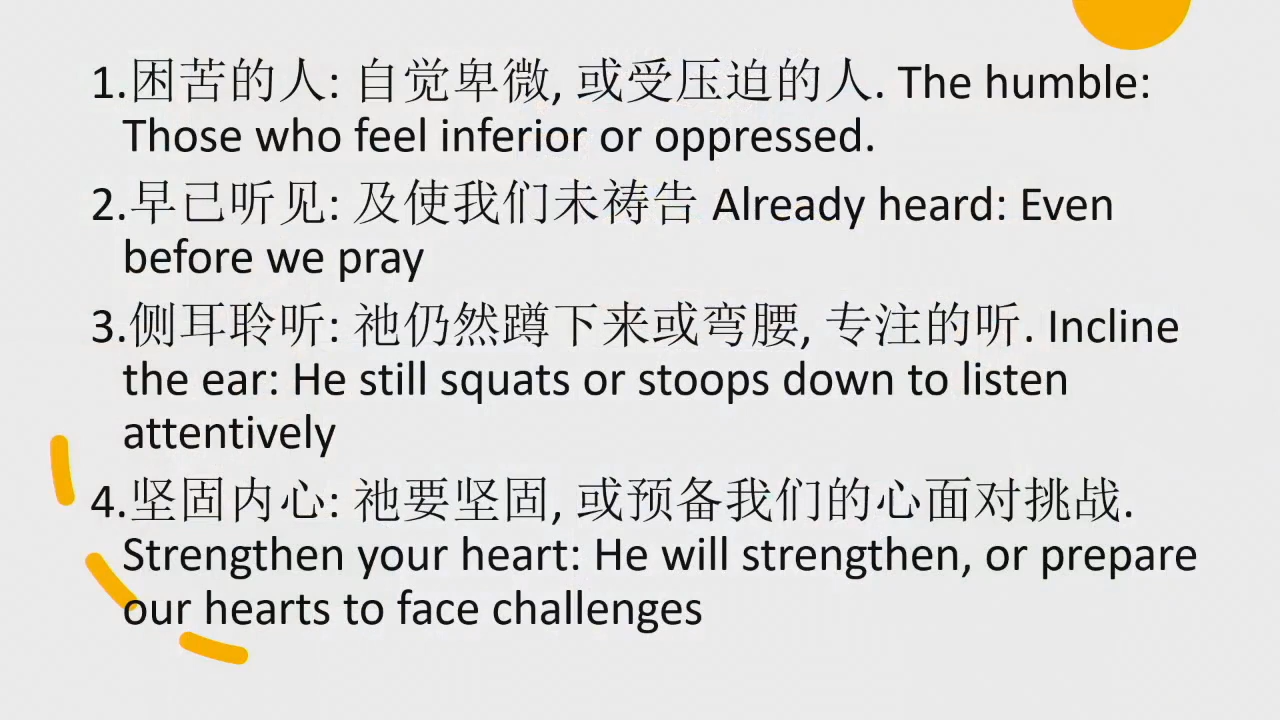 1.困苦的人: 自觉卑微, 或受压迫的人. The humble:
Those who feel inferior or oppressed.
2.早已听见: 及使我们未祷告 Already heard: Even
before we pray
3.侧耳聆听: 祂仍然蹲下来或弯腰, 专注的听. Incline
the ear: He still squats or stoops down to listen
attentively
4.坚固内心: 祂要坚固, 或预备我们的心面对挑战.
Strengthen your heart: He will strengthen, or prepare
our hearts to face challenges